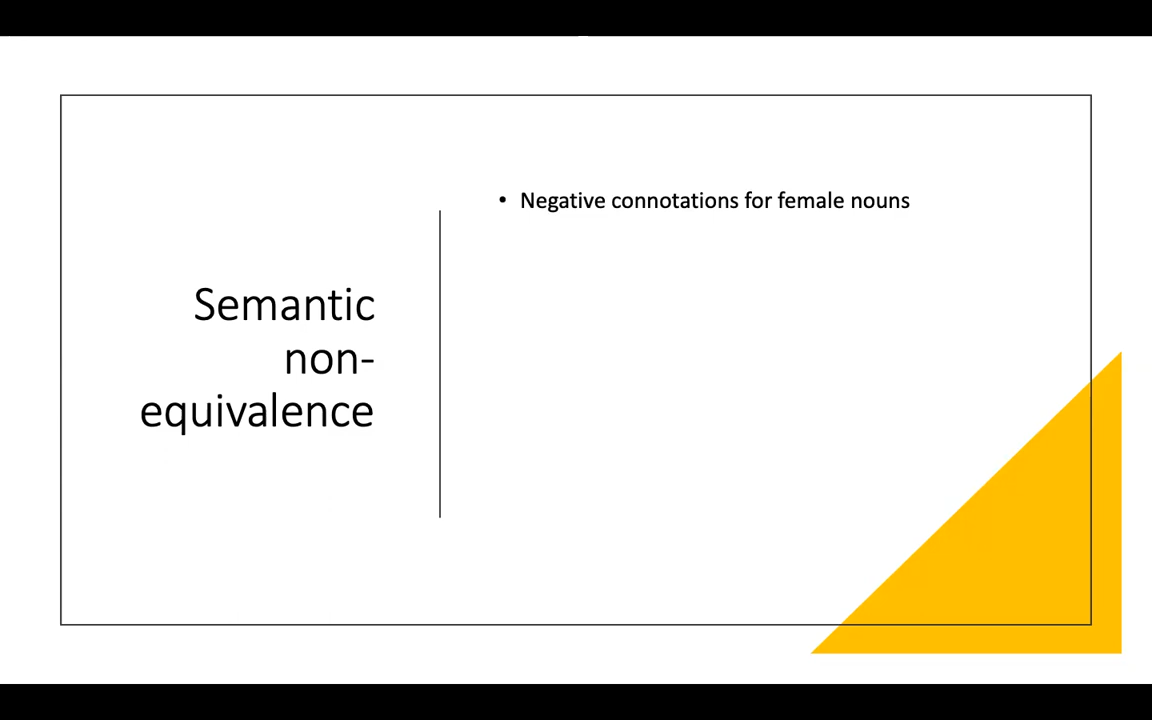 Semantic
non-
equivalence
• Negative connotations for female nouns